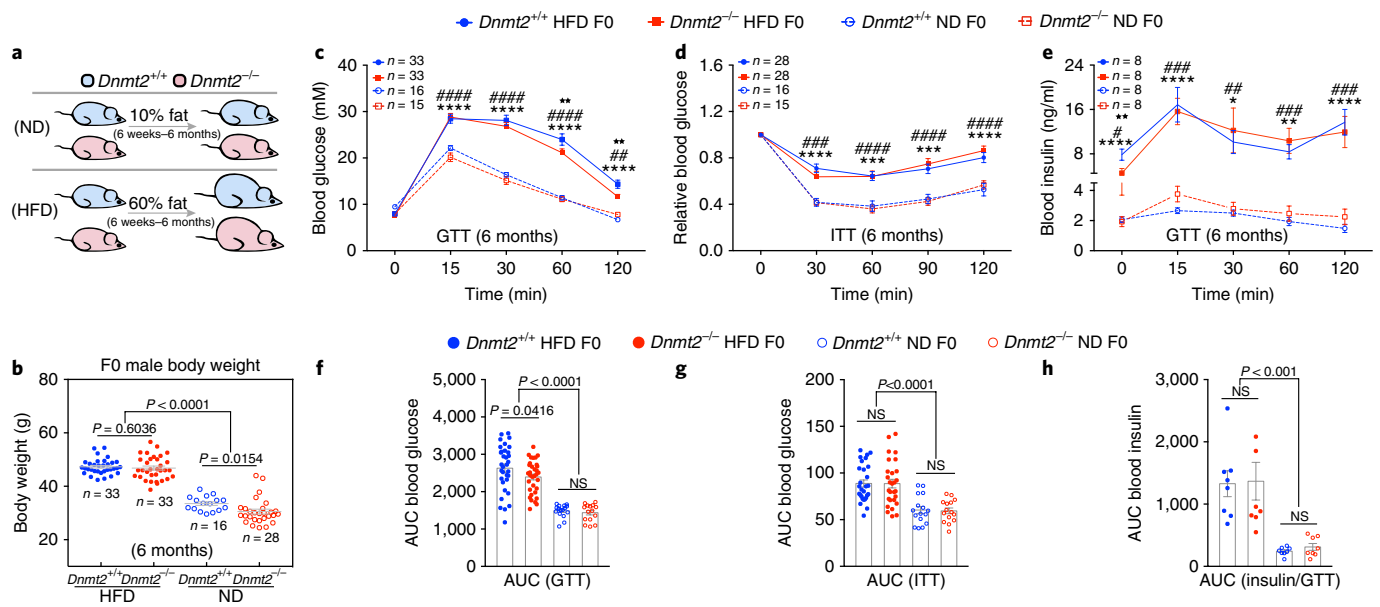 Dnmt2+/+ HFD F0 Dnmt2−/− HFD F0 Dnmt2+/+ ND F0 Dnmt2−/− ND F0
a
Dnmt2+/+ Dnmt2−/−
(ND)
10% fat
(6 weeks–6 months)
(HFD)
60% fat
(6 weeks–6 months)
c
n = 33
n = 33
n = 16
n = 15
Blood glucose (mM)
40
30
20
10
0
####
****
####
****
**
####
****
**
##
****
GTT (6 months)
0 15 30 60 120
Time (min)
d
n = 28
n = 28
n = 16
n = 15
Relative blood glucose
1.6
1.2
0.8
0.4
0.0
###
****
####
***
####
***
####
****
GTT (6 months)
ITT (6 months)
0 30 60 90 120
Time (min)
e
n = 8
n = 8
n = 8
n = 8
Blood insulin (ng/ml)
24
16
8
4
2
0
**
#
****
###
****
##
*
###
**
###
****
GTT (6 months)
0 15 30 60 120
Time (min)
Dnmt2+/+ HFD F0 Dnmt2−/− HFD F0 Dnmt2+/+ ND F0 Dnmt2−/− ND F0
b
F0 male body weight
Body weight (g)
80
60
40
20
P < 0.0001
P = 0.6036
P = 0.0154
n = 33
n = 33
n = 16
n = 28
(6 months)
Dnmt2+/+ Dnmt2−/− Dnmt2+/+ Dnmt2−/−
HFD ND
f
AUC blood glucose
5,000
4,000
3,000
2,000
1,000
0
P < 0.0001
P = 0.0416
NS
AUC (GTT)
g
AUC blood glucose
200
150
100
50
0
P<0.0001
NS
NS
AUC (ITT)
h
AUC blood insulin
3,000
2,000
1,000
0
P < 0.001
NS
NS
AUC (insulin/GTT)